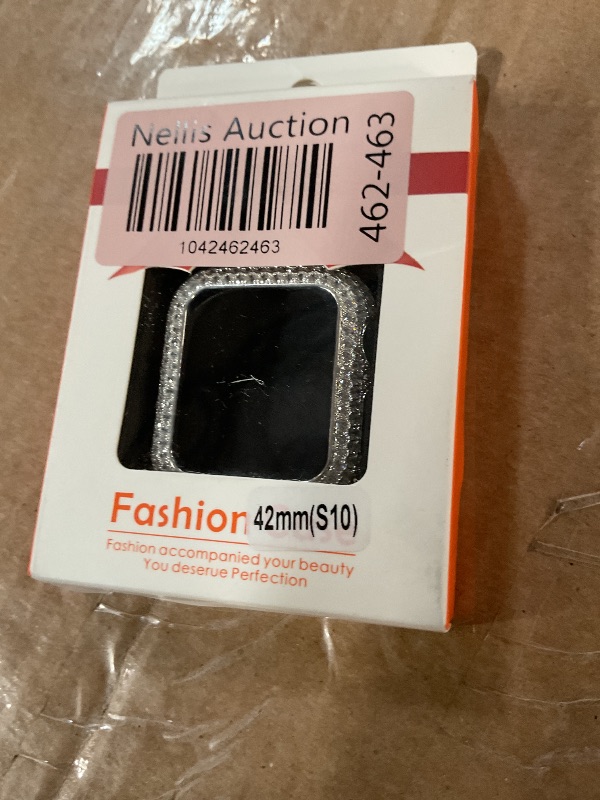 Nellis Auction
462-463
1042462463
Fashion
42mm(S10)
Fashion accompanied your beauty
You deserue Perfection